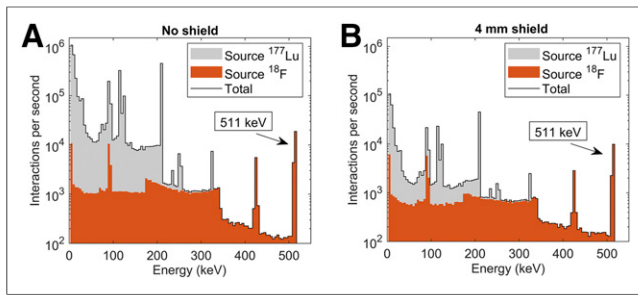 A
No shield
10⁶
10⁵
10⁴
10³
10²
Interactions per second
Source ¹⁷⁷Lu
Source ¹⁸F
Total
511 keV
0 100 200 300 400 500
Energy (keV)
B
4 mm shield
10⁶
10⁵
10⁴
10³
10²
Interactions per second
Source ¹⁷⁷Lu
Source ¹⁸F
Total
511 keV
0 100 200 300 400 500
Energy (keV)